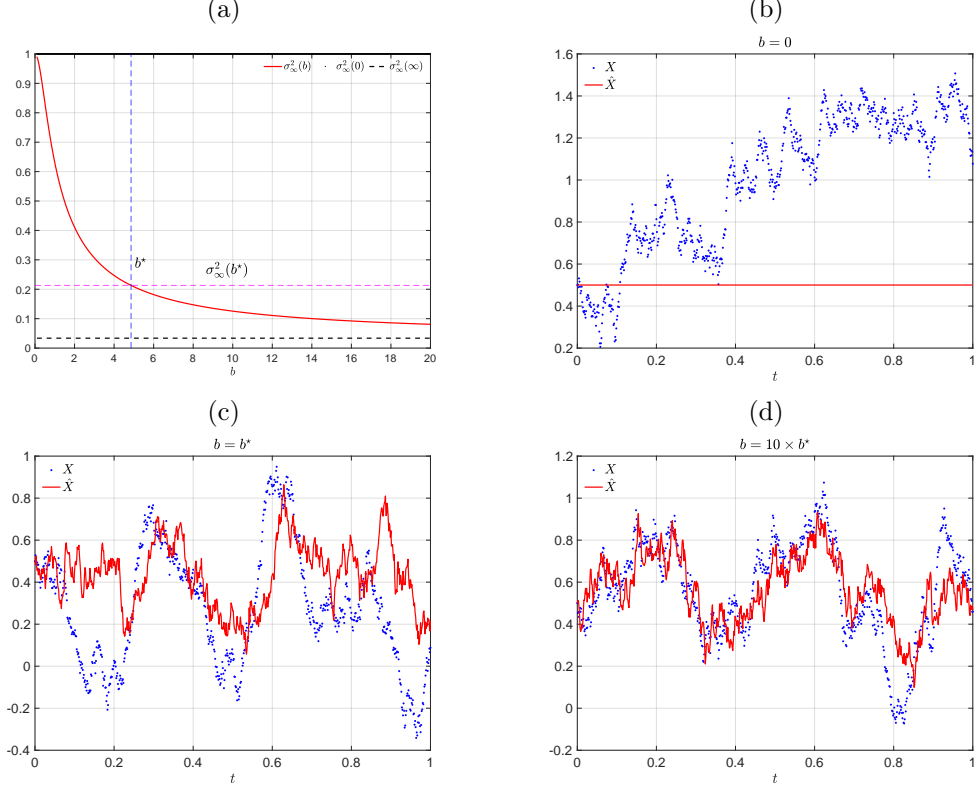 (a)
1
0.9
0.8
0.7
0.6
0.5
0.4
0.3
0.2
0.1
0
σ²∞(b) σ²∞(0) σ²∞(∞)
b⋆
σ²∞(b⋆)
0 2 4 6 8 10 12 14 16 18 20
b
(b)
b = 0
1.6
1.4
1.2
1
0.8
0.6
0.4
0.2
X
X̂
0 0.2 0.4 0.6 0.8 1
t
(c)
b = b⋆
1
0.8
0.6
0.4
0.2
0
-0.2
-0.4
X
X̂
0 0.2 0.4 0.6 0.8 1
t
(d)
b = 10 × b⋆
1.2
1
0.8
0.6
0.4
0.2
0
-0.2
X
X̂
0 0.2 0.4 0.6 0.8 1
t